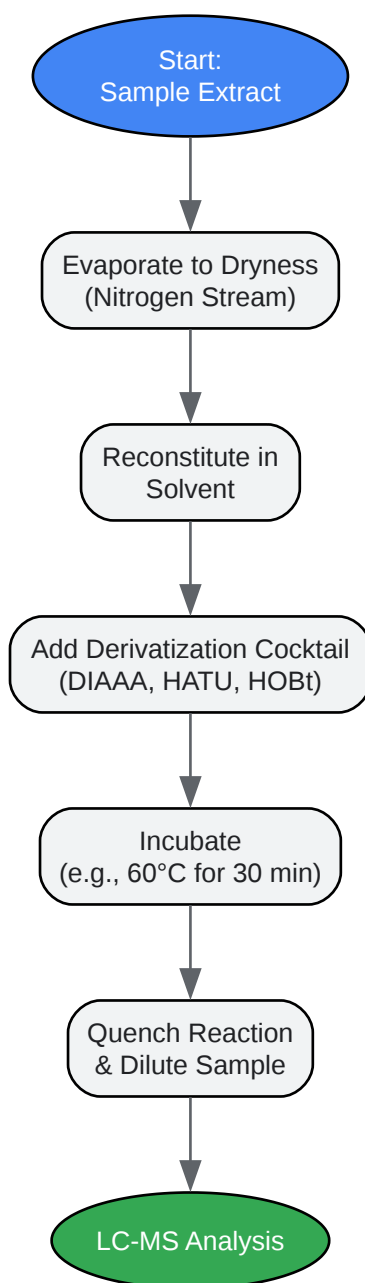 Start:
Sample Extract
Evaporate to Dryness
(Nitrogen Stream)
Reconstitute in
Solvent
Add Derivatization Cocktail
(DIAAA, HATU, HOBt)
Incubate
(e.g., 60°C for 30 min)
Quench Reaction
& Dilute Sample
LC-MS Analysis